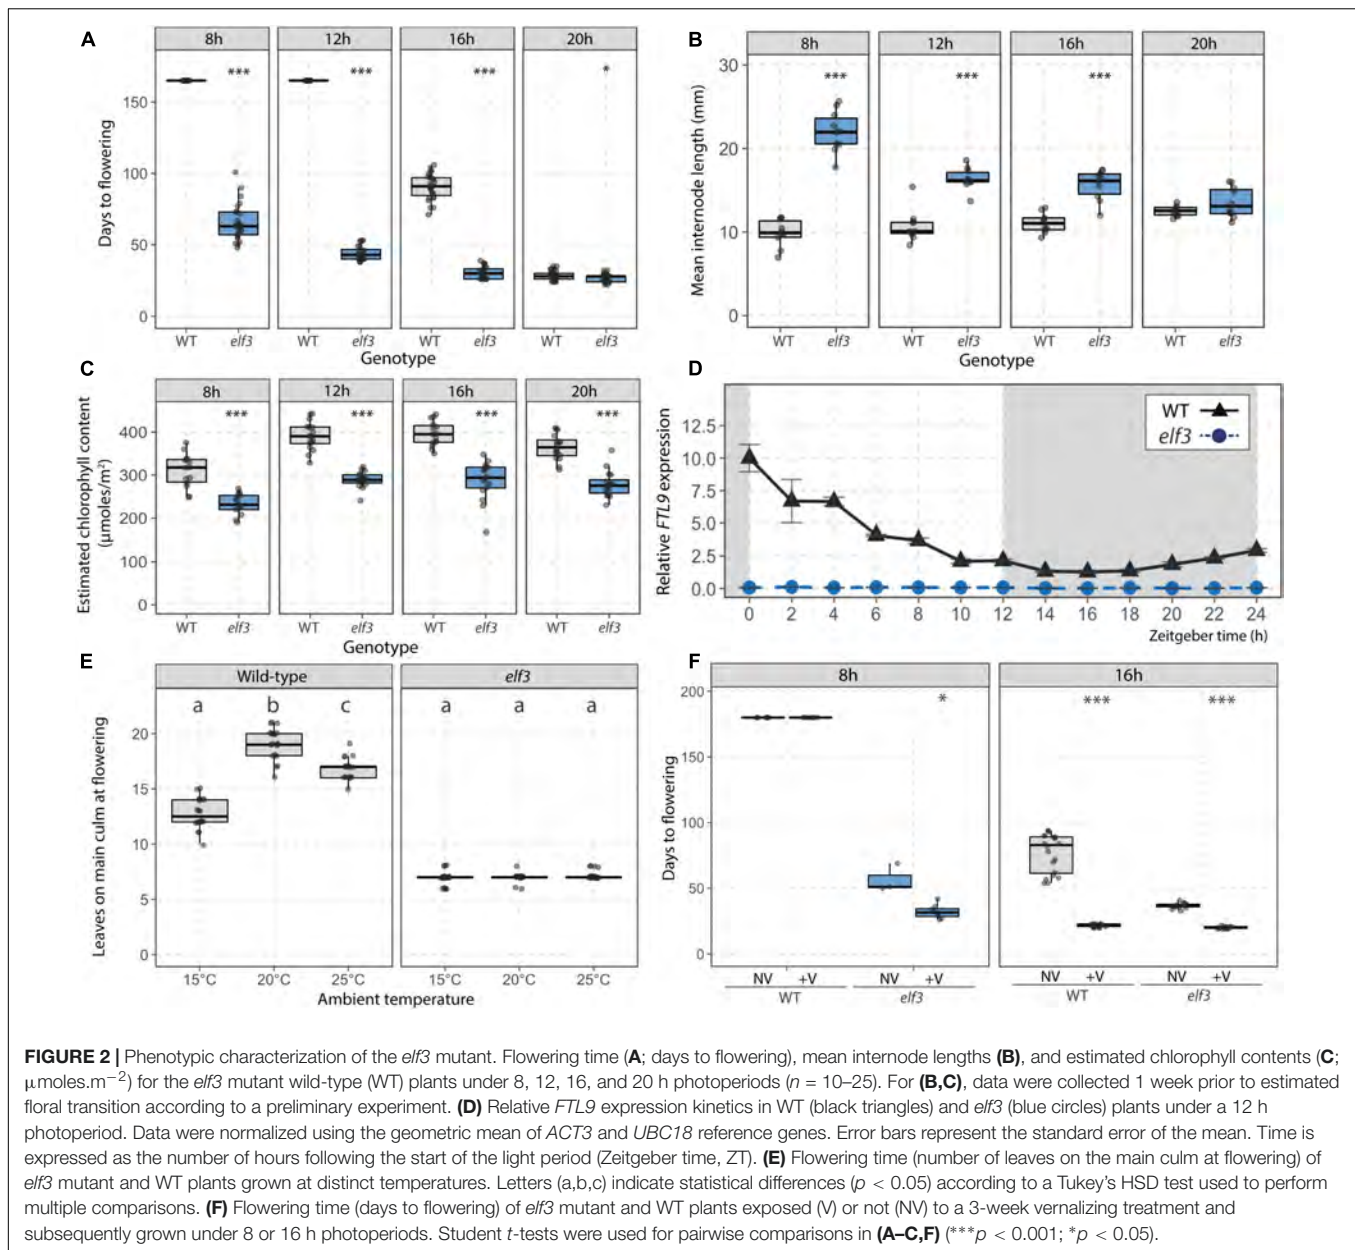 A
8h 12h 16h 20h
*** *** *** *
Days to flowering
150
100
50
0
WT elf3 WT elf3 WT elf3 WT elf3
Genotype
B
8h 12h 16h 20h
*** *** ***
Mean internode length (mm)
30
20
10
0
WT elf3 WT elf3 WT elf3 WT elf3
Genotype
C
8h 12h 16h 20h
*** *** *** ***
Estimated chlorophyll content
(µmoles/m²)
400
300
200
100
0
WT elf3 WT elf3 WT elf3 WT elf3
Genotype
D
WT
elf3
Relative FTL9 expression
12.5
10.0
7.5
5.0
2.5
0.0
0 2 4 6 8 10 12 14 16 18 20 22 24
Zeitgeber time (h)
E
Wild-type elf3
a b c a a a
Leaves on main culm at flowering
20
15
10
5
0
15°C 20°C 25°C 15°C 20°C 25°C
Ambient temperature
F
8h 16h
* *** ***
Days to flowering
200
150
100
50
0
NV +V NV +V NV +V NV +V
WT elf3 WT elf3
FIGURE 2 | Phenotypic characterization of the elf3 mutant. Flowering time (A; days to flowering), mean internode lengths (B), and estimated chlorophyll contents (C;
µmoles.m−2) for the elf3 mutant wild-type (WT) plants under 8, 12, 16, and 20 h photoperiods (n = 10–25). For (B,C), data were collected 1 week prior to estimated
floral transition according to a preliminary experiment. (D) Relative FTL9 expression kinetics in WT (black triangles) and elf3 (blue circles) plants under a 12 h
photoperiod. Data were normalized using the geometric mean of ACT3 and UBC18 reference genes. Error bars represent the standard error of the mean. Time is
expressed as the number of hours following the start of the light period (Zeitgeber time, ZT). (E) Flowering time (number of leaves on the main culm at flowering) of
elf3 mutant and WT plants grown at distinct temperatures. Letters (a,b,c) indicate statistical differences (p < 0.05) according to a Tukey's HSD test used to perform
multiple comparisons. (F) Flowering time (days to flowering) of elf3 mutant and WT plants exposed (V) or not (NV) to a 3-week vernalizing treatment and
subsequently grown under 8 or 16 h photoperiods. Student t-tests were used for pairwise comparisons in (A–C,F) (***p < 0.001; *p < 0.05).